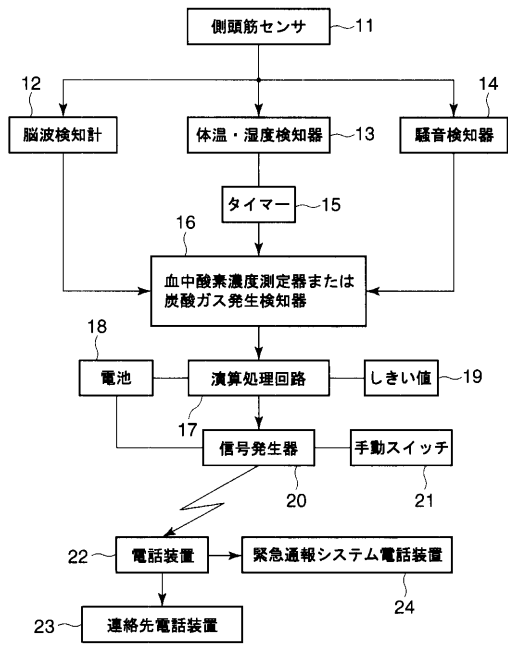 側頭筋センサ 11
12
14
脳波検知計
体温・湿度検知器
騒音検知器
13
タイマー 15
16
血中酸素濃度測定器または
炭酸ガス発生検知器
18
電池
演算処理回路
しきい値 19
17
信号発生器
手動スイッチ
20
21
22 電話装置
緊急通報システム電話装置
24
23 連絡先電話装置